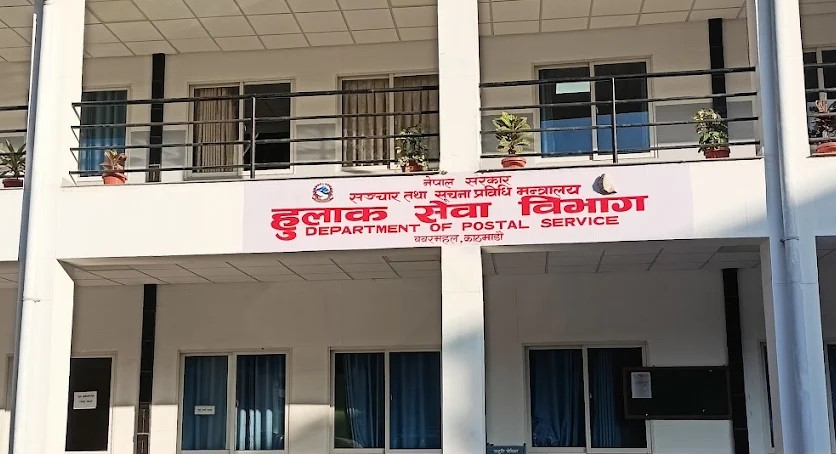 नेपाल सरकार
सञ्चार तथा सूचना प्रविधि मन्त्रालय
हुलाक सेवा विभाग
DEPARTMENT OF POSTAL SERVICE
बबरमहल, काठमाडौं